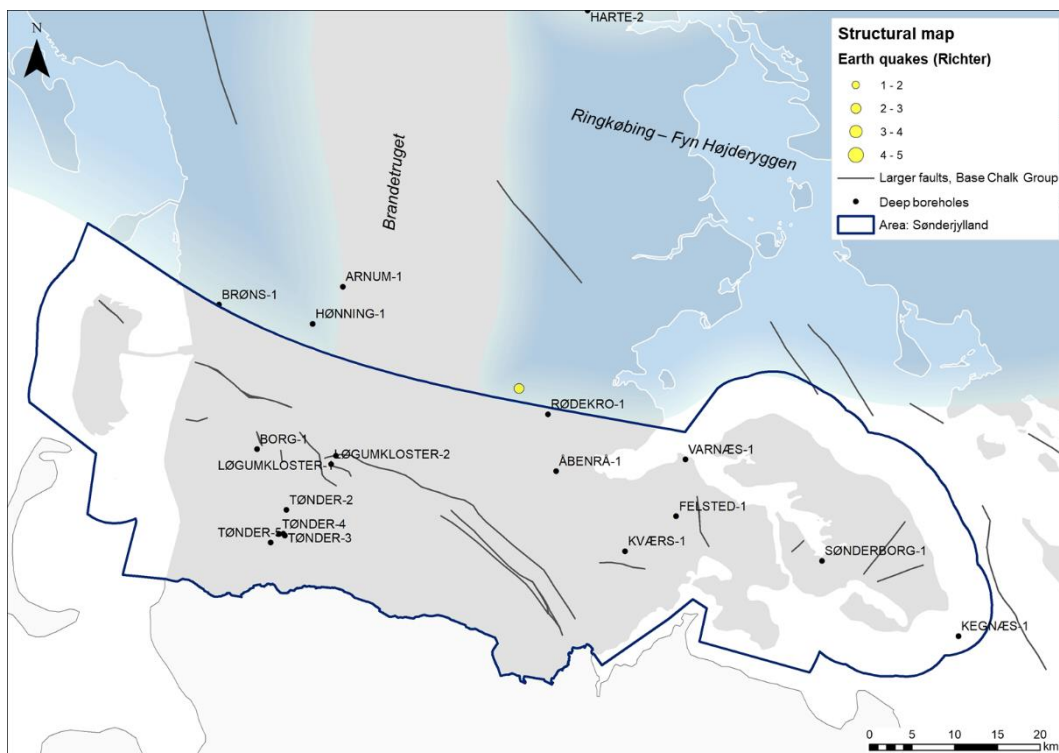 N
HARTE-2
Structural map
Earth quakes (Richter)
1 - 2
2 - 3
3 - 4
4 - 5
Larger faults, Base Chalk Group
Deep boreholes
Area: Sønderjylland
Ringkøbing – Fyn Højderyggen
Brandetruget
ARNUM-1
BRØNS-1
HØNNING-1
RØDEKRO-1
BORG-1
LØGUMKLOSTER-2
LØGUMKLOSTER-1
VARNÆS-1
ÅBENRÅ-1
TØNDER-2
FELSTED-1
TØNDER-4
TØNDER-5
TØNDER-3
KVÆRS-1
SØNDERBORG-1
KEGNÆS-1
0 5 10 15 20
km